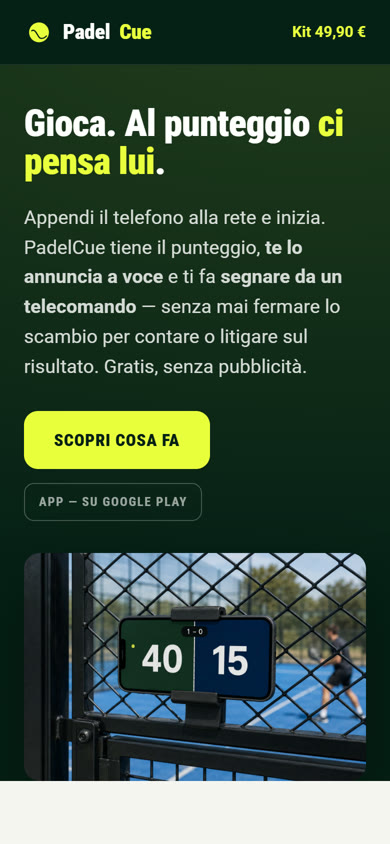 Padel Cue
Kit 49,90 €
Gioca. Al punteggio ci
pensa lui.
Appendi il telefono alla rete e inizia.
PadelCue tiene il punteggio, te lo
annuncia a voce e ti fa segnare da un
telecomando — senza mai fermare lo
scambio per contare o litigare sul
risultato. Gratis, senza pubblicità.
SCOPRI COSA FA
APP — SU GOOGLE PLAY
1 – 0
40 15